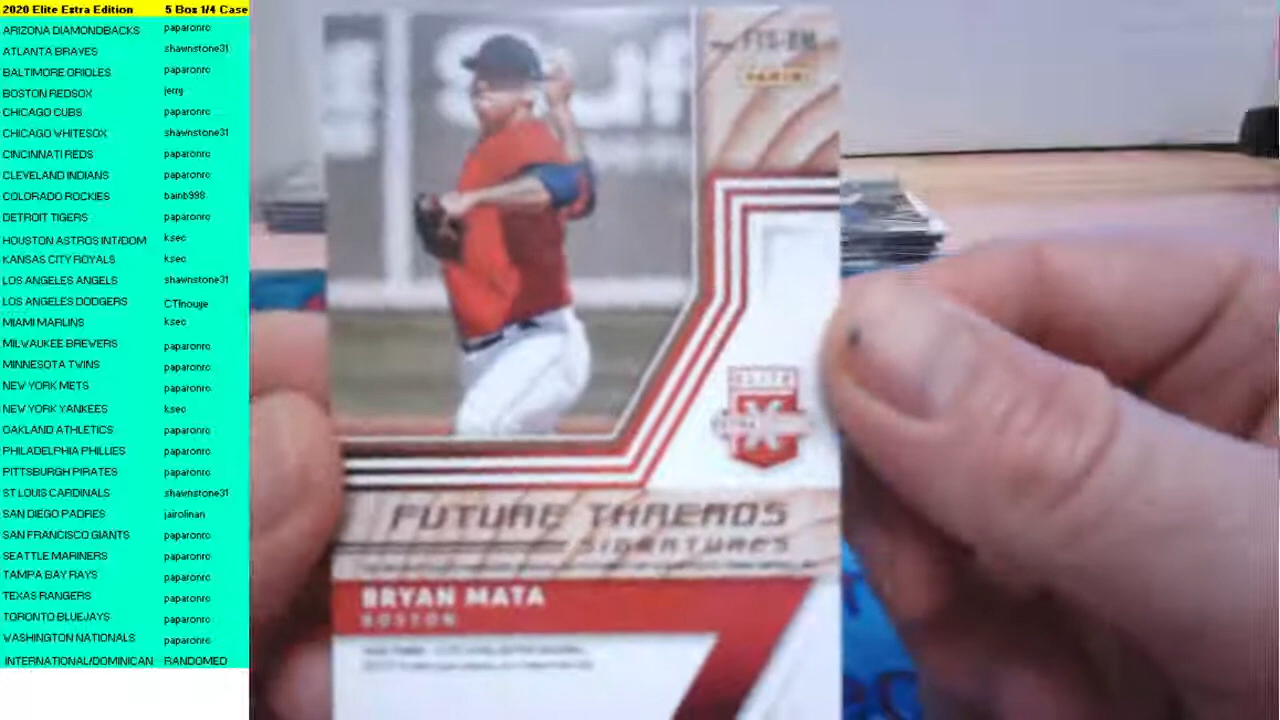 2020 Elite Extra Edition 5 Box 1/4 Case
ARIZONA DIAMONDBACKS paparonro
ATLANTA BRAVES shawnstone31
BALTIMORE ORIOLES paparonro
BOSTON REDSOX jerry
CHICAGO CUBS paparonro
CHICAGO WHITESOX shawnstone31
CINCINNATI REDS paparonro
CLEVELAND INDIANS paparonro
COLORADO ROCKIES bainb998
DETROIT TIGERS paparonro
HOUSTON ASTROS INT/DOM ksec
KANSAS CITY ROYALS ksec
LOS ANGELES ANGELS shawnstone31
LOS ANGELES DODGERS CTinouye
MIAMI MARLINS ksec
MILWAUKEE BREWERS paparonro
MINNESOTA TWINS paparonro
NEW YORK METS paparonro
NEW YORK YANKEES ksec
OAKLAND ATHLETICS paparonro
PHILADELPHIA PHILLIES paparonro
PITTSBURGH PIRATES paparonro
ST LOUIS CARDINALS shawnstone31
SAN DIEGO PADRES jairolinan
SAN FRANCISCO GIANTS paparonro
SEATTLE MARINERS paparonro
TAMPA BAY RAYS paparonro
TEXAS RANGERS paparonro
TORONTO BLUEJAYS paparonro
WASHINGTON NATIONALS paparonro
INTERNATIONAL/DOMINICAN RANDOMED
FTS-BM
PANINI
ELITE
EXTRA
FUTURE THREADS
SIGNATURES
BRYAN MATA
BOSTON